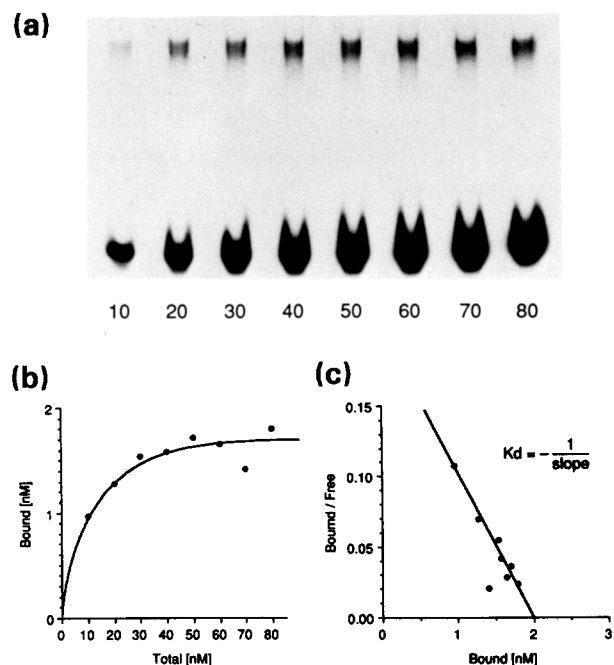 (a)
10 20 30 40 50 60 70 80
(b)
2
1
0
Bound [nM]
0 10 20 30 40 50 60 70 80
Total [nM]
(c)
0.15
0.10
0.05
0.00
Bound / Free
Kd = - 1
slope
0 1 2 3
Bound [nM]